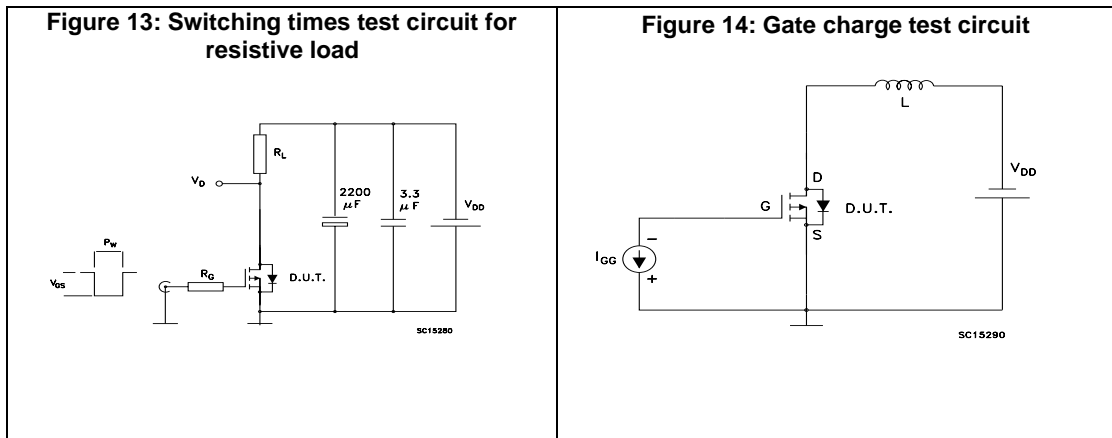 Figure 13: Switching times test circuit for
resistive load
R_L
V_D
2200
μF
3.3
μF
V_DD
P_W
V_GS
R_G
D.U.T.
SC15280
Figure 14: Gate charge test circuit
L
V_DD
D
G
D.U.T.
S
I_GG
-
+
SC15290